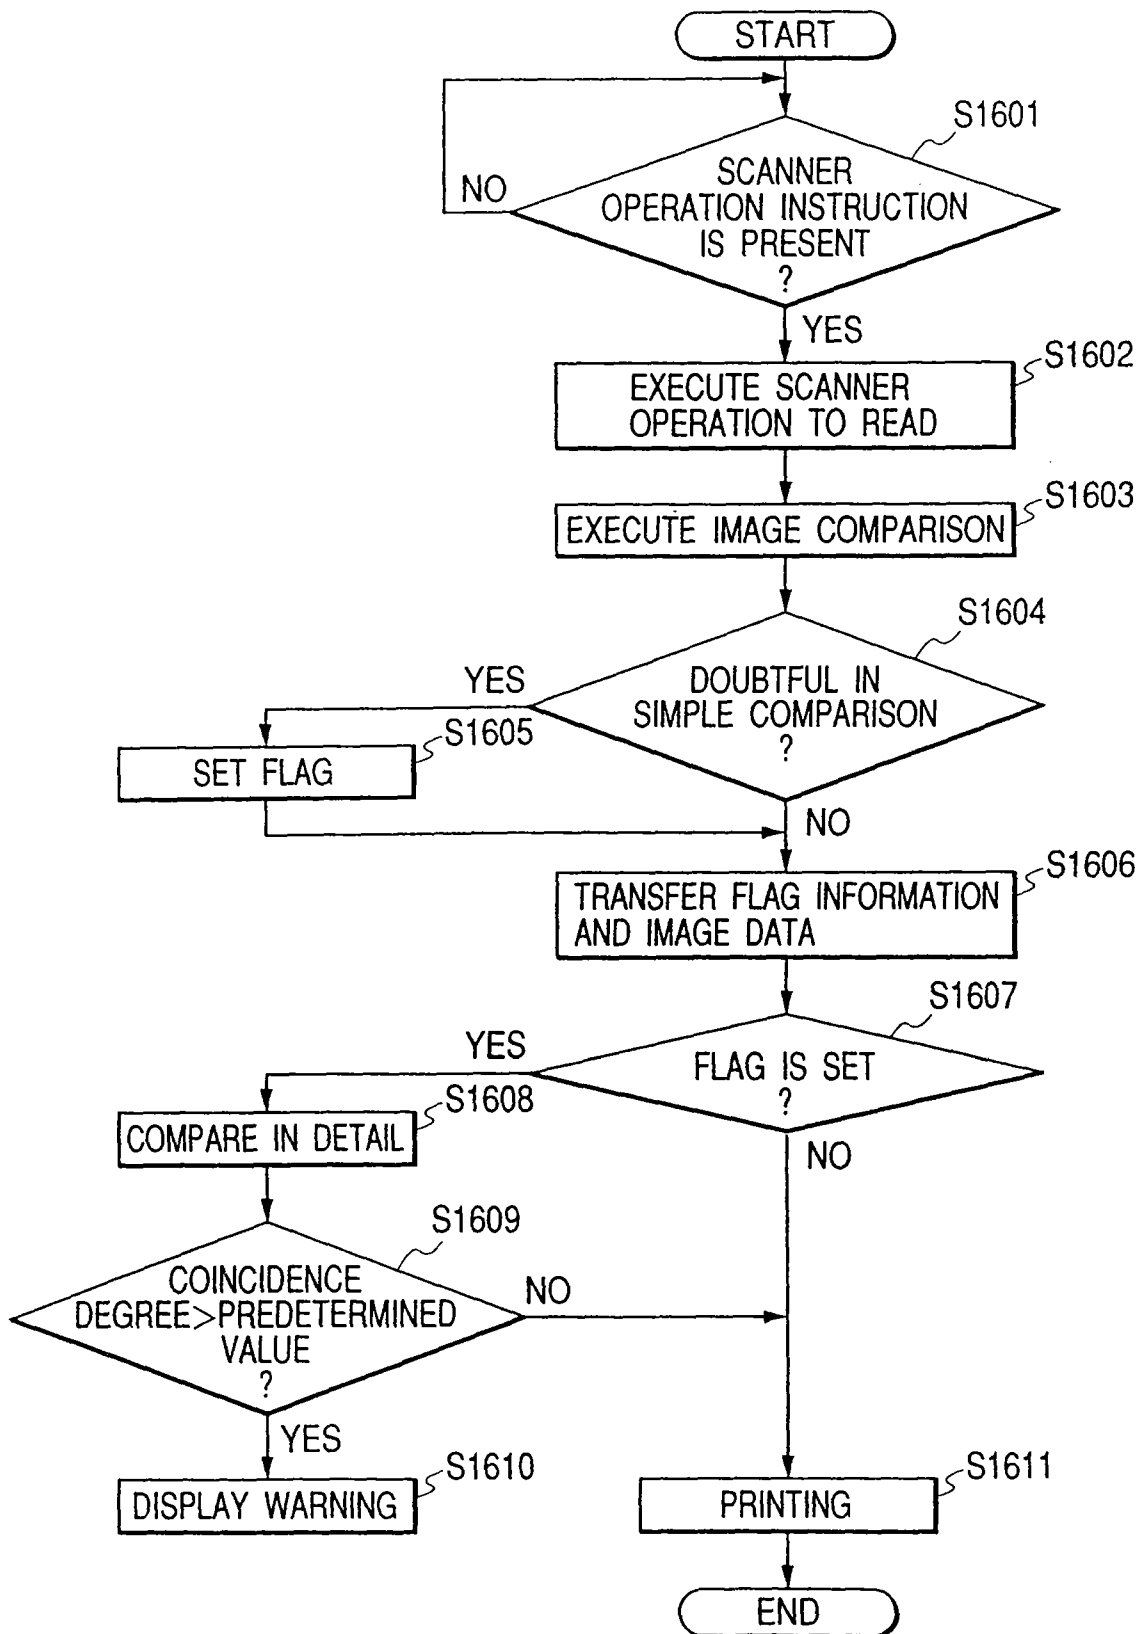 START
S1601
SCANNER
OPERATION INSTRUCTION
IS PRESENT
?
NO
YES
S1602
EXECUTE SCANNER
OPERATION TO READ
S1603
EXECUTE IMAGE COMPARISON
S1604
DOUBTFUL IN
SIMPLE COMPARISON
?
YES
S1605
SET FLAG
NO
S1606
TRANSFER FLAG INFORMATION
AND IMAGE DATA
S1607
FLAG IS SET
?
YES
S1608
COMPARE IN DETAIL
NO
S1609
COINCIDENCE
DEGREE>PREDETERMINED
VALUE
?
NO
YES
S1610
DISPLAY WARNING
S1611
PRINTING
END